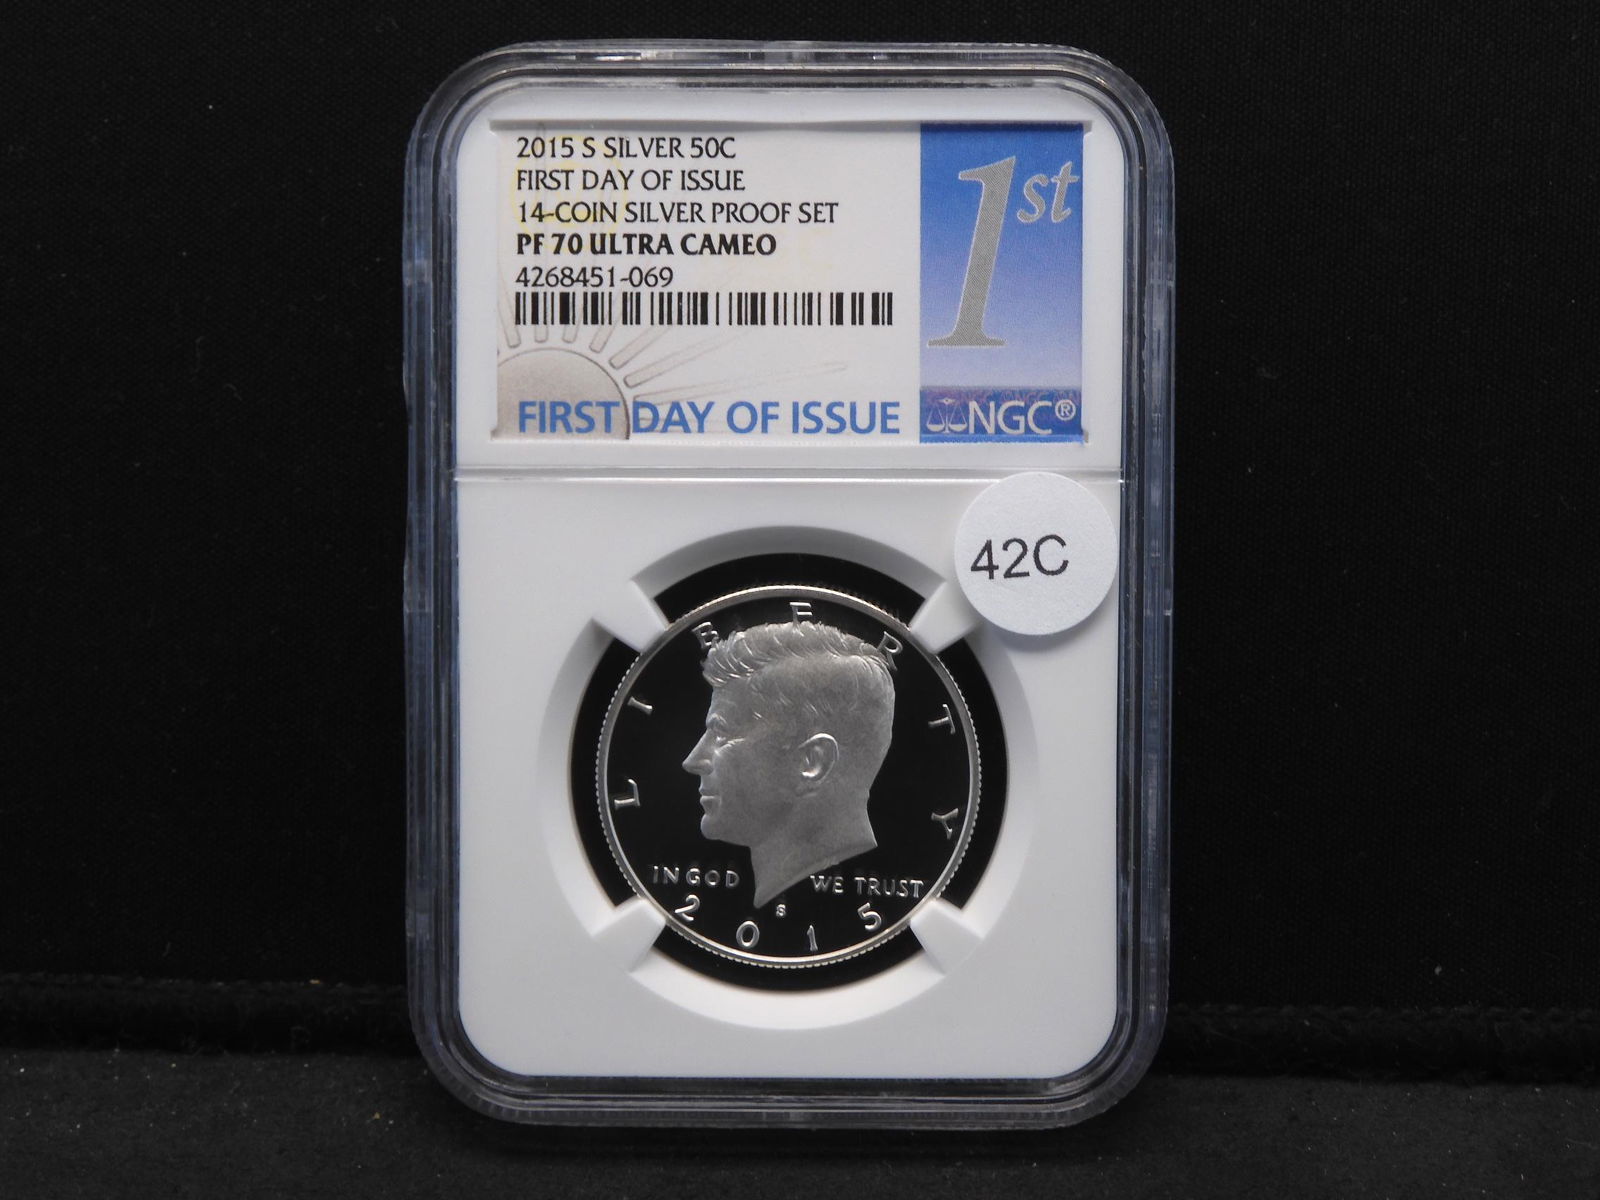 2015 S SILVER 50C
FIRST DAY OF ISSUE
14-COIN SILVER PROOF SET
PF 70 ULTRA CAMEO
4268451-069
FIRST DAY OF ISSUE
1st
NGC®
42C
LIBERTY
IN GOD WE TRUST
S
2015